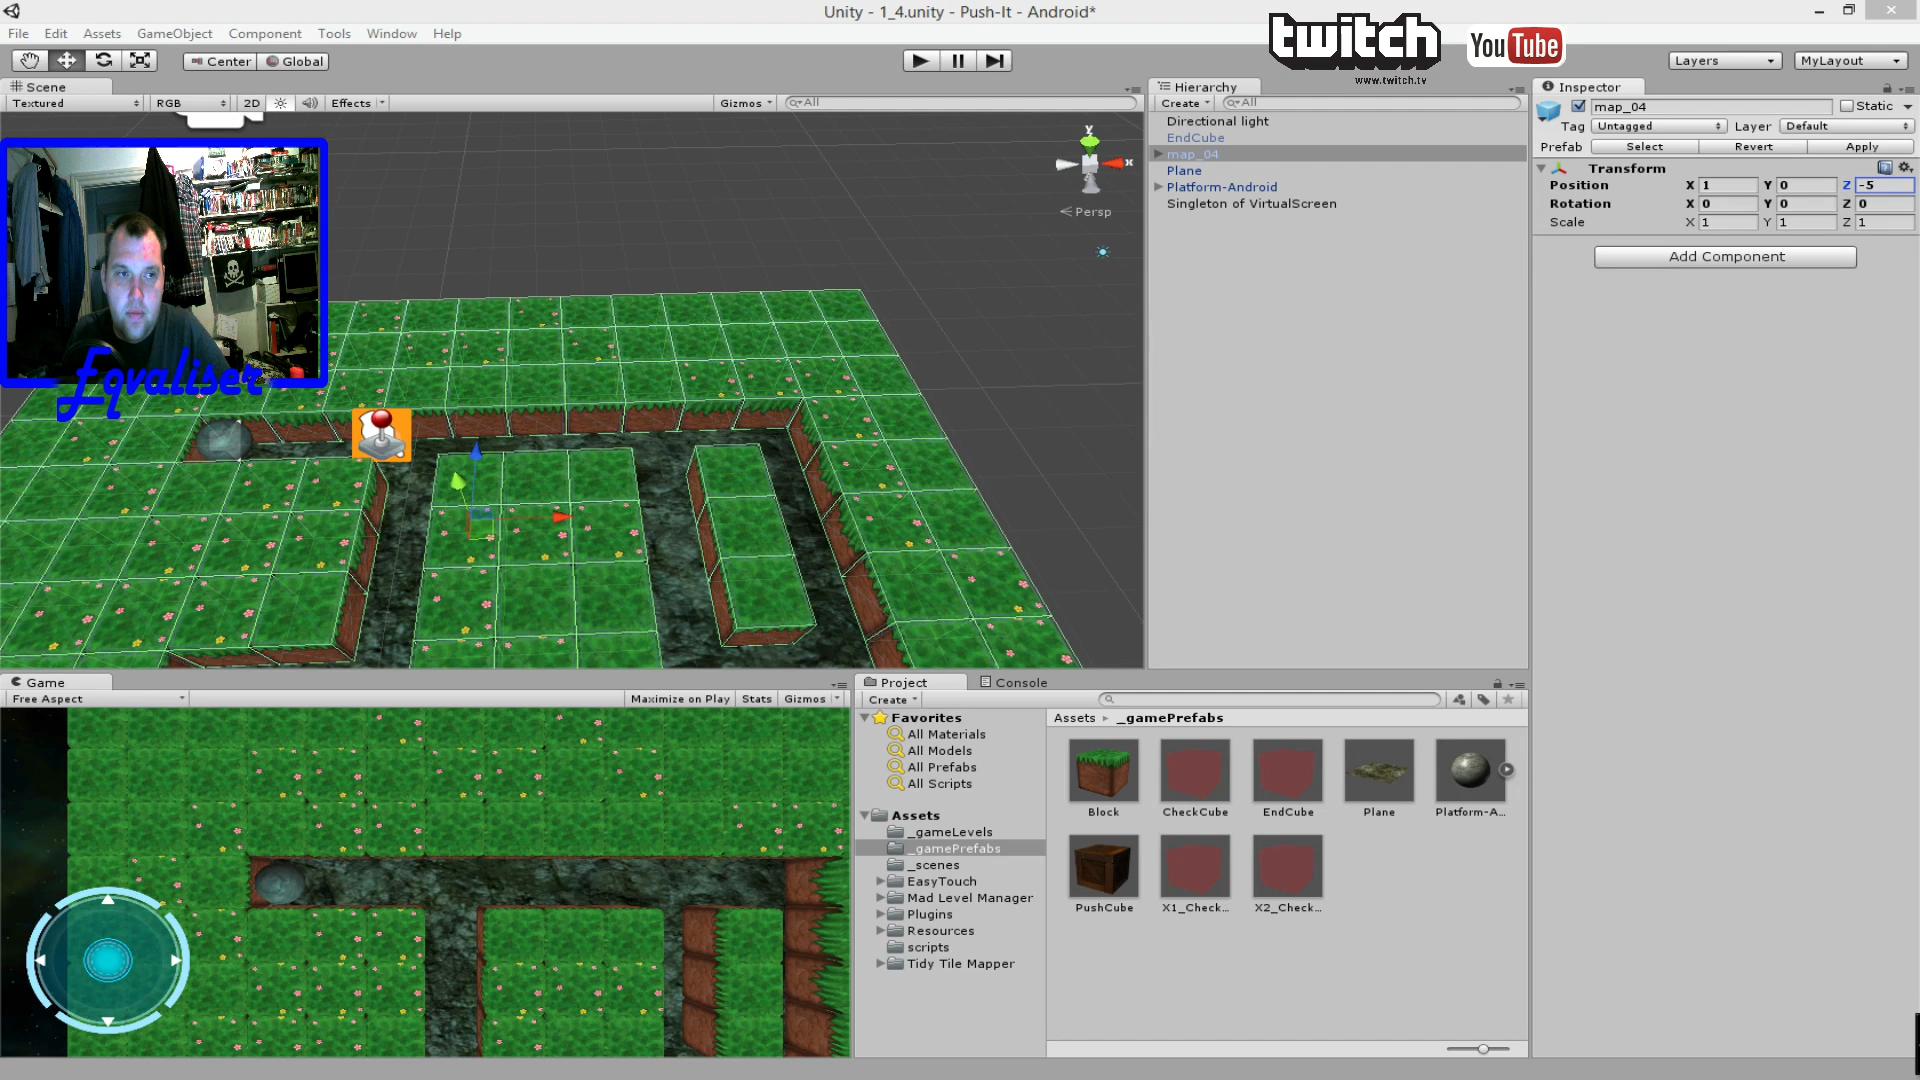 Unity - 1_4.unity - Push-It - Android*
File Edit Assets GameObject Component Tools Window Help
Center Global
Layers MyLayout
twitch
www.twitch.tv
YouTube
Scene
Textured RGB 2D Effects Gizmos All
y
x
Persp
Eqvaliser
Hierarchy
Create All
Directional light
EndCube
map_04
Plane
Platform-Android
Singleton of VirtualScreen
Inspector
map_04 Static
Tag Untagged Layer Default
Prefab Select Revert Apply
Transform
Position X 1 Y 0 Z -5
Rotation X 0 Y 0 Z 0
Scale X 1 Y 1 Z 1
Add Component
Game
Free Aspect Maximize on Play Stats Gizmos
Project Console
Create
Favorites
All Materials
All Models
All Prefabs
All Scripts
Assets
_gameLevels
_gamePrefabs
_scenes
EasyTouch
Mad Level Manager
Plugins
Resources
scripts
Tidy Tile Mapper
Assets _gamePrefabs
Block CheckCube EndCube Plane Platform-A...
PushCube X1_Check... X2_Check...